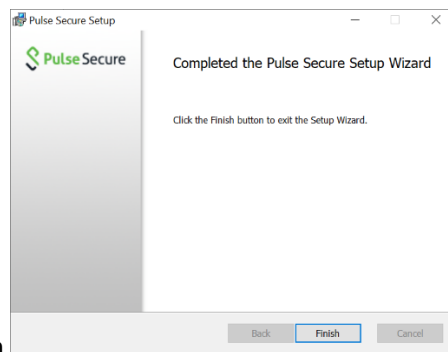 Pulse Secure Setup
Pulse Secure
Completed the Pulse Secure Setup Wizard
Click the Finish button to exit the Setup Wizard.
Back
Finish
Cancel